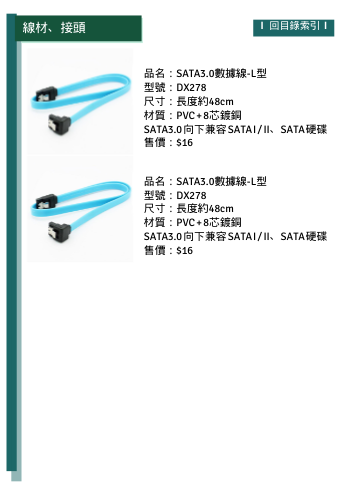 線材、接頭
回目錄索引
品名：SATA3.0數據線-L型
型號：DX278
尺寸：長度約48cm
材質：PVC+8芯鍍銅
SATA3.0向下兼容SATAI/II、SATA硬碟
售價：$16
品名：SATA3.0數據線-L型
型號：DX278
尺寸：長度約48cm
材質：PVC+8芯鍍銅
SATA3.0向下兼容SATAI/II、SATA硬碟
售價：$16